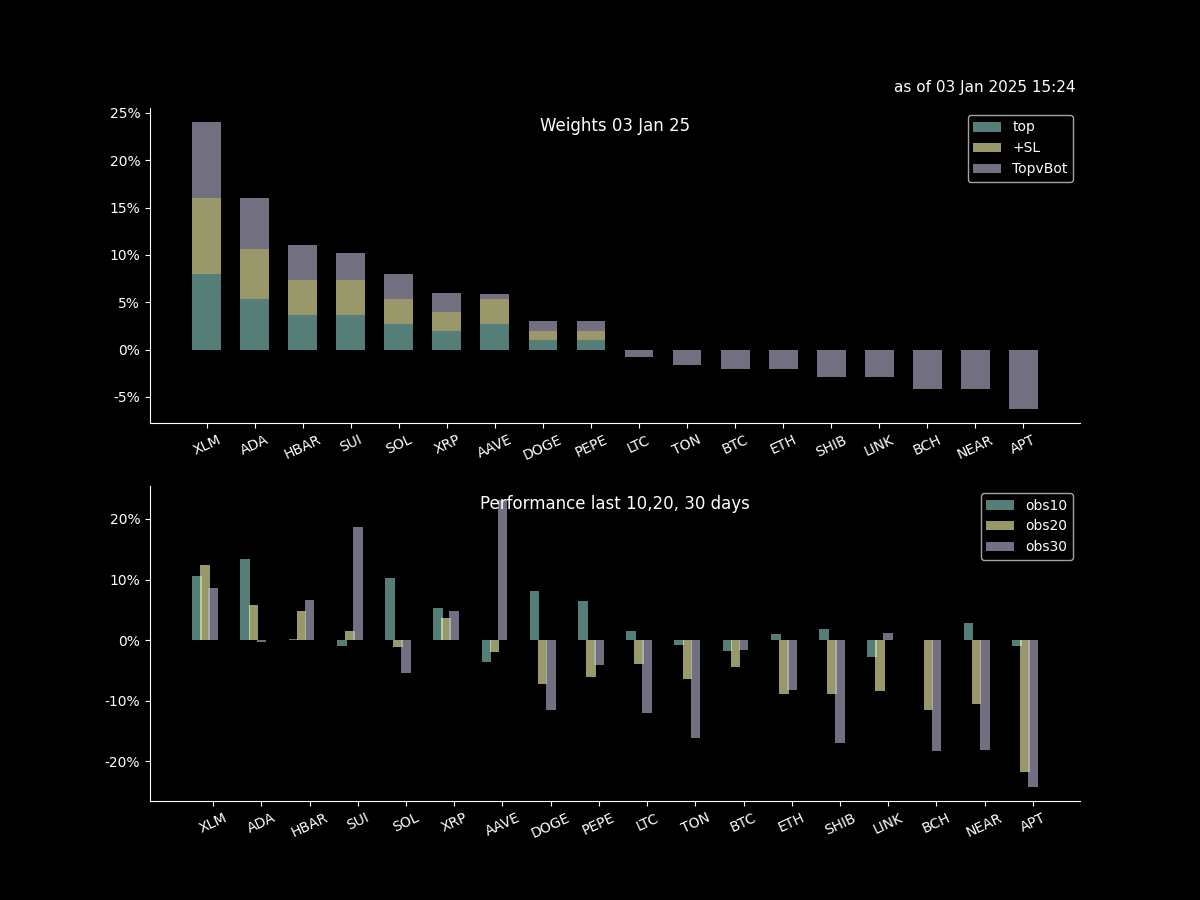 as of 03 Jan 2025 15:24
Weights 03 Jan 25
top
+SL
TopvBot
25%
20%
15%
10%
5%
0%
-5%
XLM ADA HBAR SUI SOL XRP AAVE DOGE PEPE LTC TON BTC ETH SHIB LINK BCH NEAR APT
Performance last 10,20, 30 days
obs10
obs20
obs30
20%
10%
0%
-10%
-20%
XLM ADA HBAR SUI SOL XRP AAVE DOGE PEPE LTC TON BTC ETH SHIB LINK BCH NEAR APT